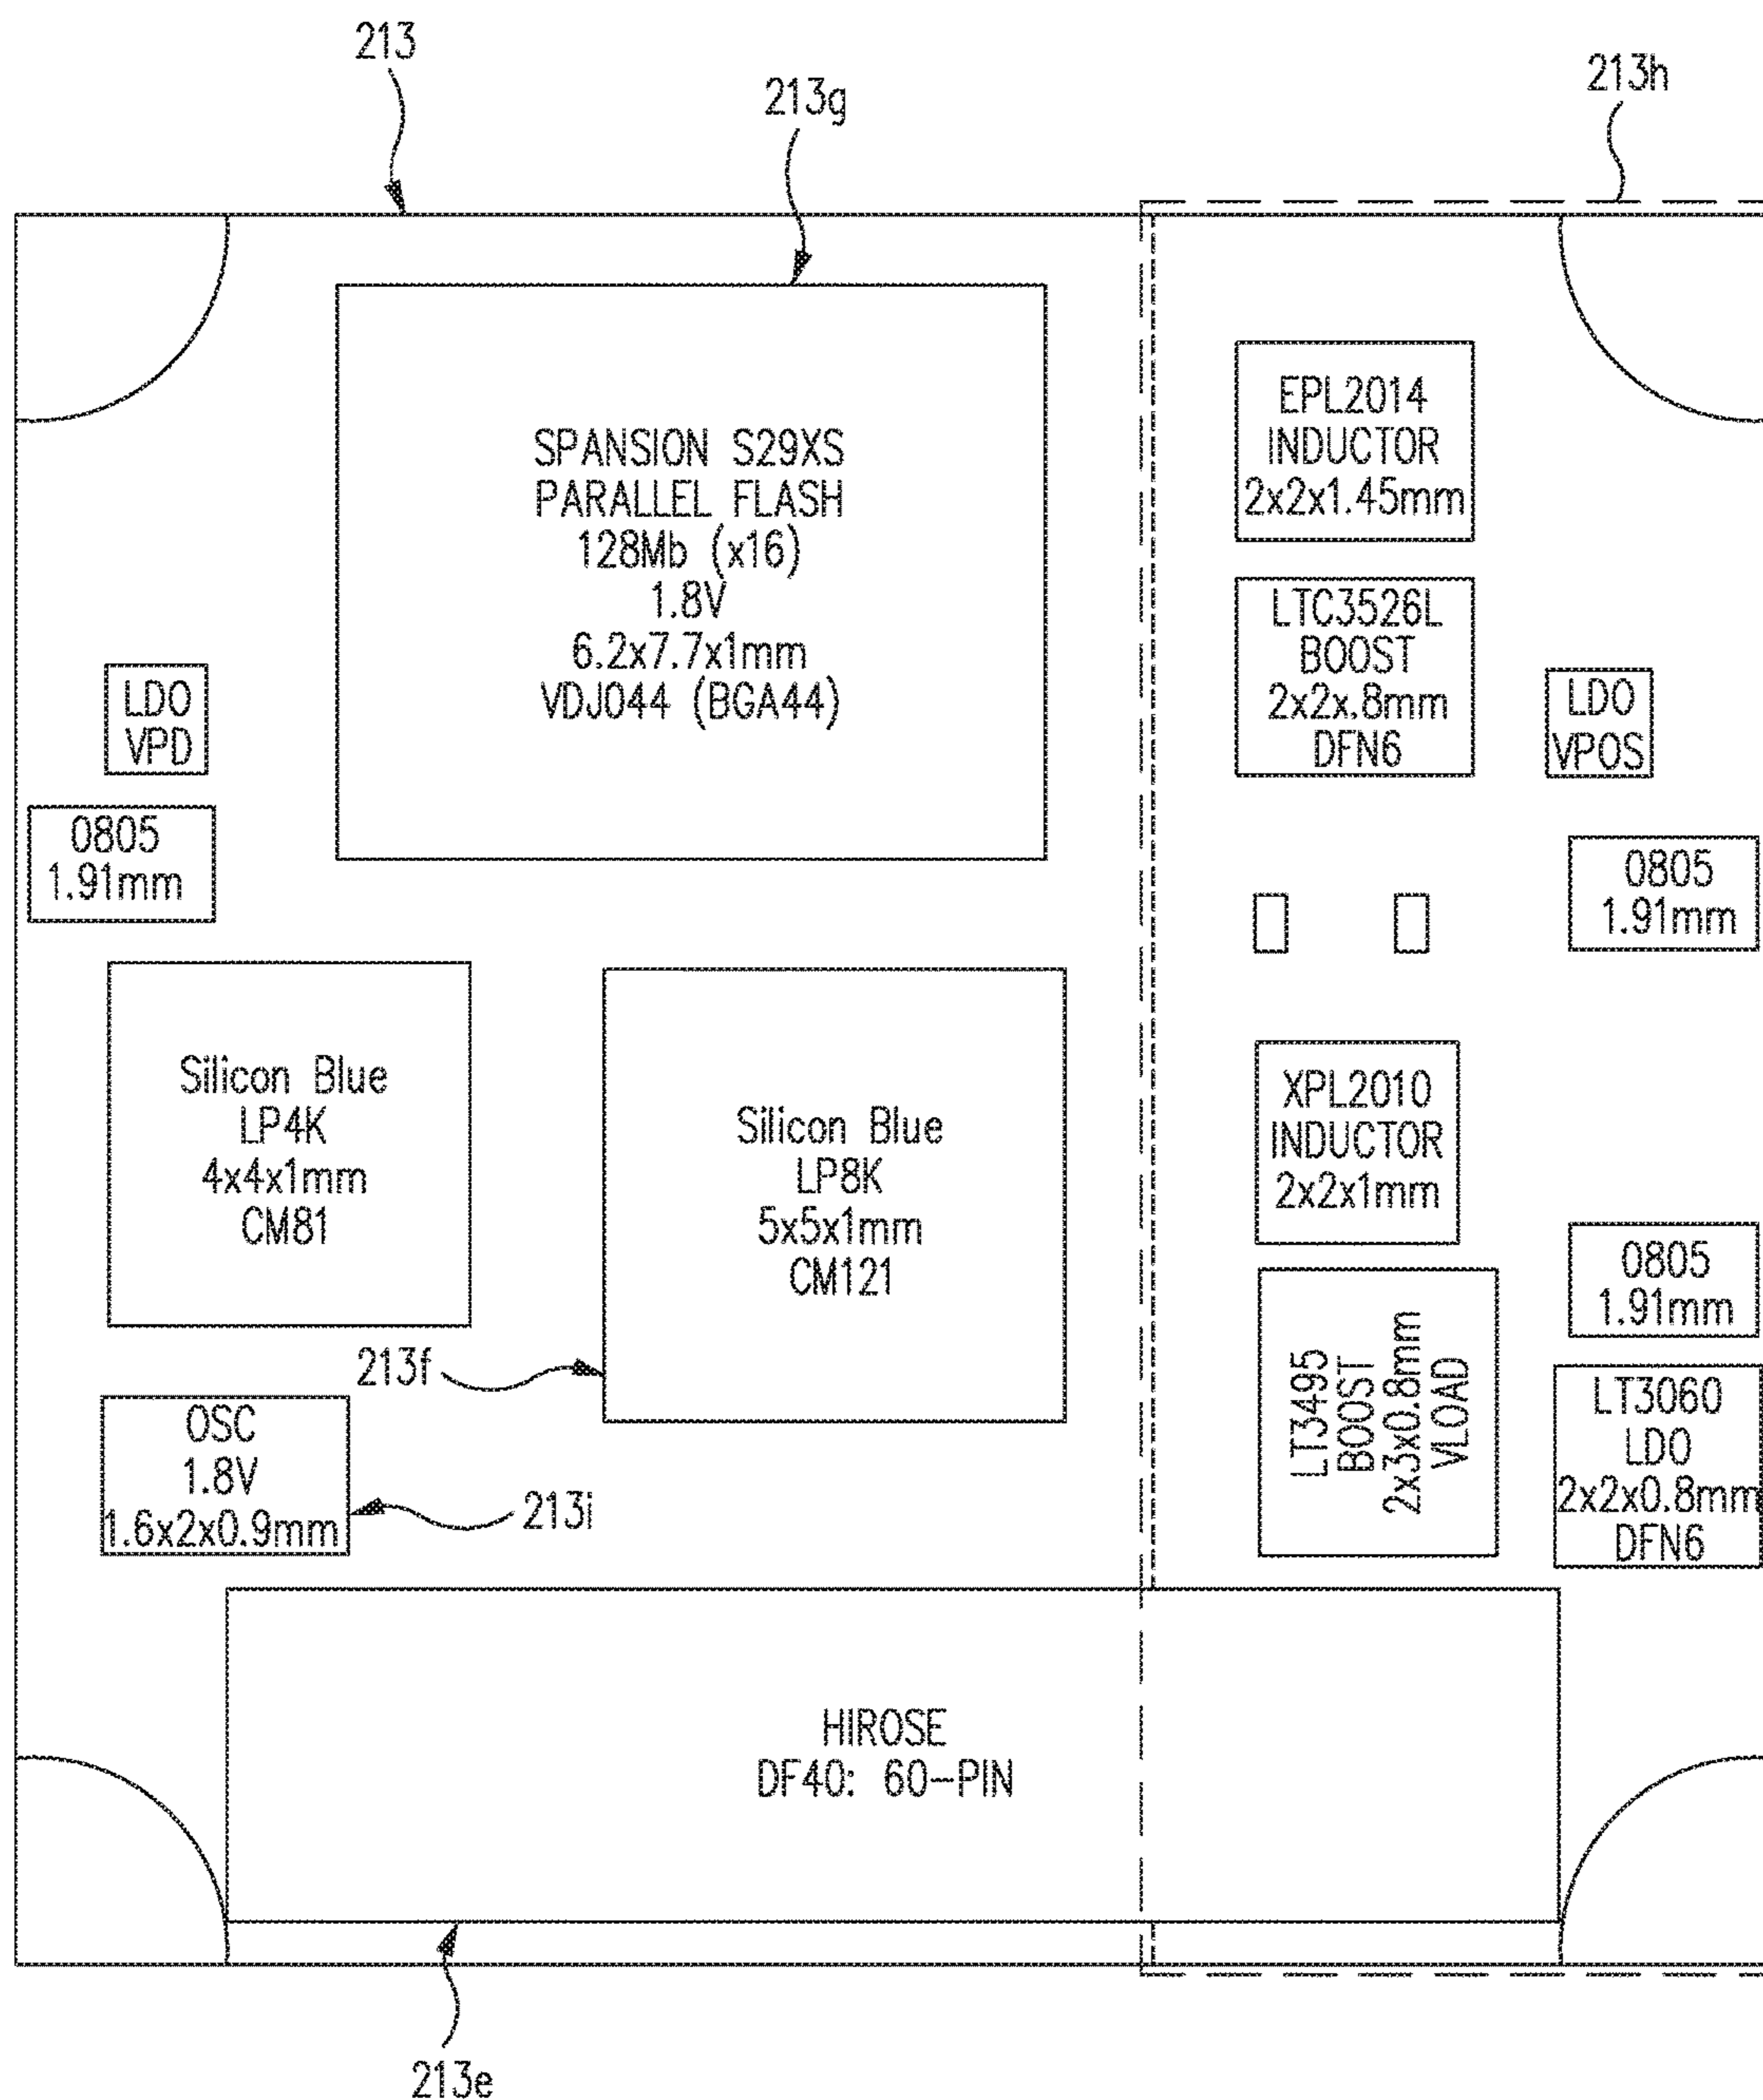 213
213g
213h
SPANSION S29XS
PARALLEL FLASH
128Mb (x16)
1.8V
6.2x7.7x1mm
VDJ044 (BGA44)
EPL2014
INDUCTOR
2x2x1.45mm
LTC3526L
BOOST
2x2x.8mm
DFN6
LDO
VPD
LDO
VPOS
0805
1.91mm
0805
1.91mm
Silicon Blue
LP4K
4x4x1mm
CM81
Silicon Blue
LP8K
5x5x1mm
CM121
XPL2010
INDUCTOR
2x2x1mm
0805
1.91mm
213f
LT3495
BOOST
2x3x0.8mm
VLOAD
LT3060
LDO
2x2x0.8mm
DFN6
OSC
1.8V
1.6x2x0.9mm
213i
HIROSE
DF40: 60-PIN
213e